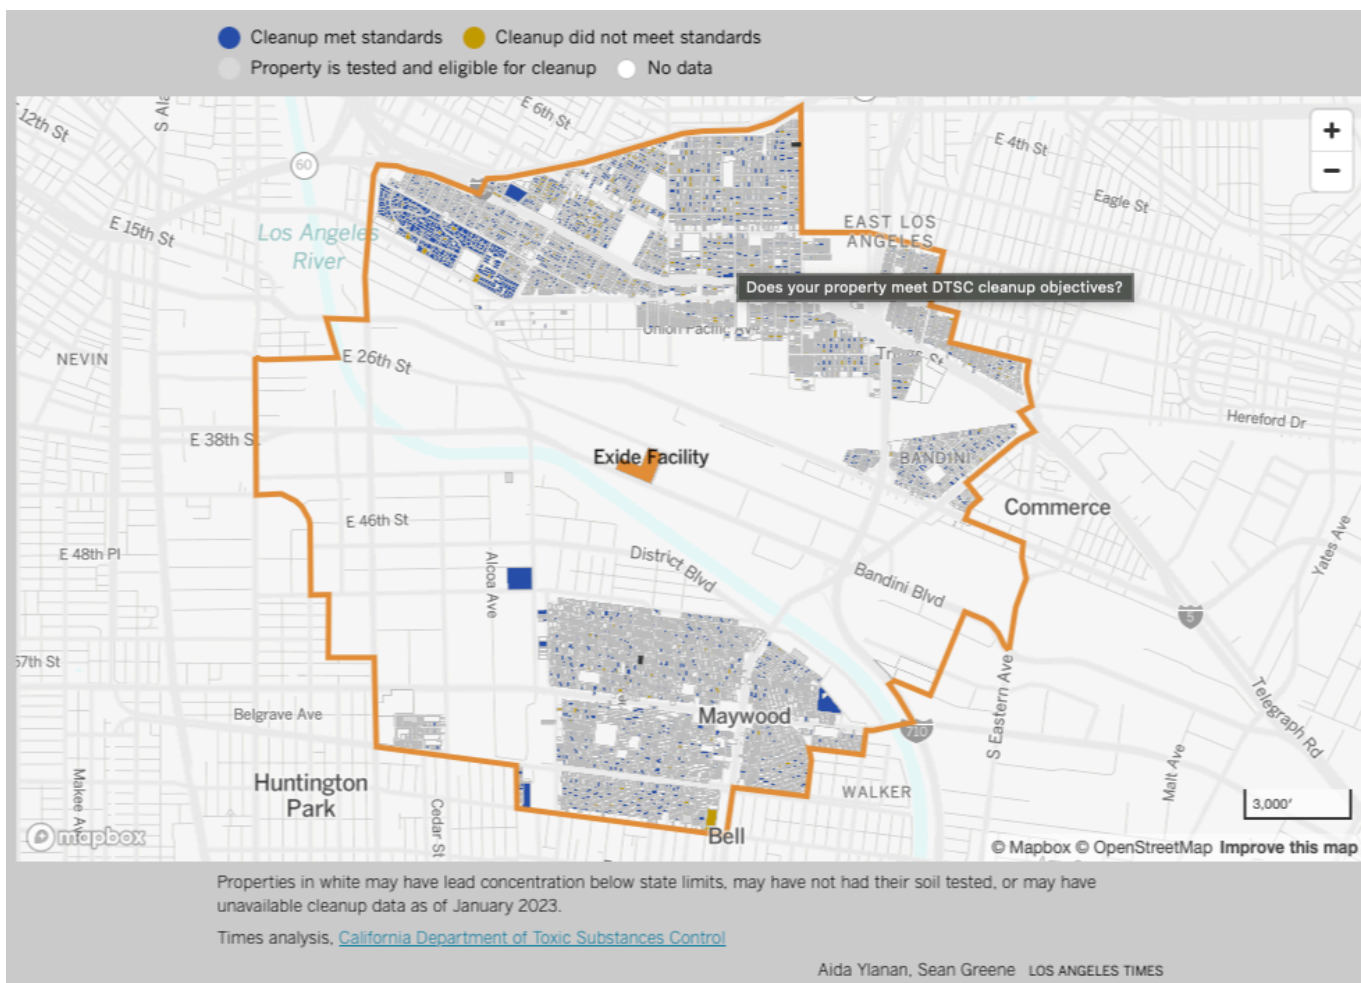 Cleanup met standards
Cleanup did not meet standards
Property is tested and eligible for cleanup
No data
12th St
S Ala
E 6th St
E 4th St
+
−
60
Eagle St
E 15th St
Los Angeles
River
EAST LOS
ANGELES
Does your property meet DTSC cleanup objectives?
Union Pacific Ave
NEVIN
E 26th St
Hereford Dr
E 38th St
Exide Facility
BANDINI
Commerce
E 46th St
E 48th Pl
Alcoa Ave
District Blvd
Bandini Blvd
Yates Ave
5
57th St
S Eastern Ave
Telegraph Rd
Belgrave Ave
Maywood
710
Malt Ave
Huntington
Park
Makee Av
Cedar St
WALKER
3,000′
mapbox
Bell
© Mapbox © OpenStreetMap Improve this map
Properties in white may have lead concentration below state limits, may have not had their soil tested, or may have
unavailable cleanup data as of January 2023.
Times analysis, California Department of Toxic Substances Control
Aida Ylanan, Sean Greene LOS ANGELES TIMES